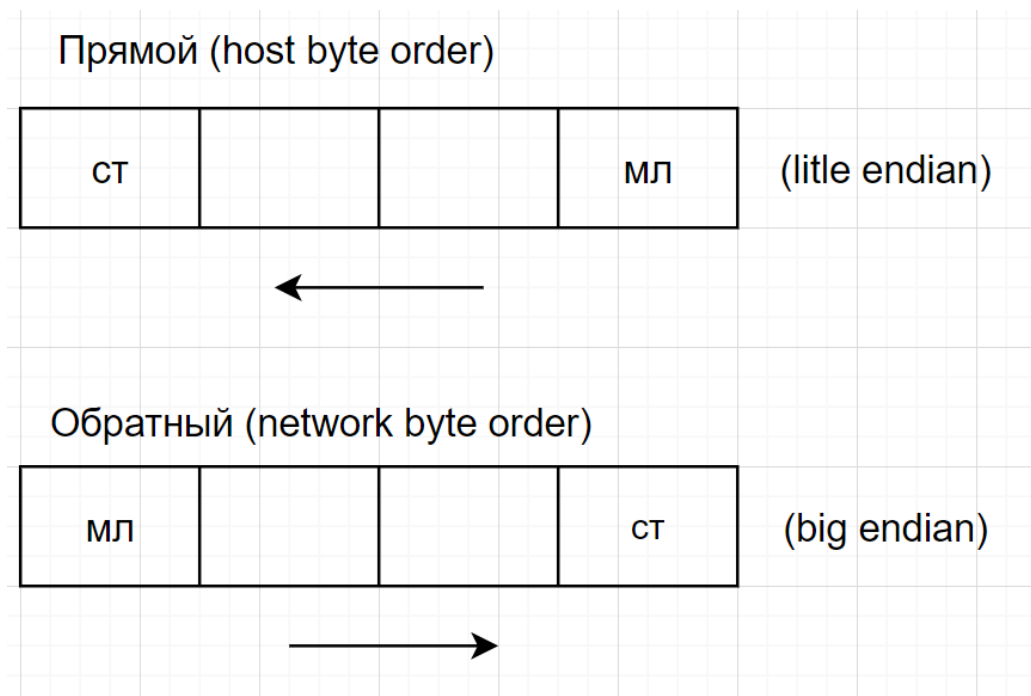 Прямой (host byte order)
ст мл (litle endian)
Обратный (network byte order)
мл ст (big endian)